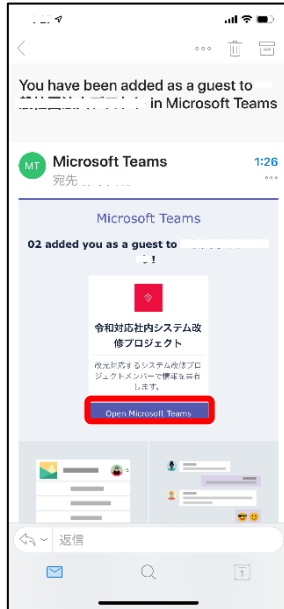 You have been added as a guest to
in Microsoft Teams
MT
Microsoft Teams
1:26
宛先
Microsoft Teams
02 added you as a guest to
!
令
令和対応社内システム改
修プロジェクト
改元対応するシステム改修プロ
ジェクトメンバーで情報を共有
します。
Open Microsoft Teams
返信
1